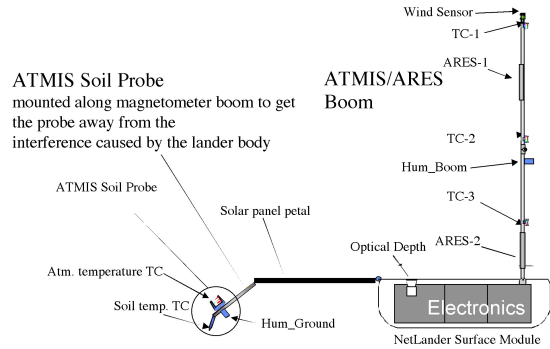 Wind Sensor
TC-1
ARES-1
ATMIS Soil Probe
mounted along magnetometer boom to get
the probe away from the
interference caused by the lander body
ATMIS/ARES
Boom
TC-2
Hum_Boom
ATMIS Soil Probe
TC-3
Solar panel petal
Optical Depth
ARES-2
Atm. temperature TC
Soil temp. TC
Hum_Ground
Electronics
NetLander Surface Module